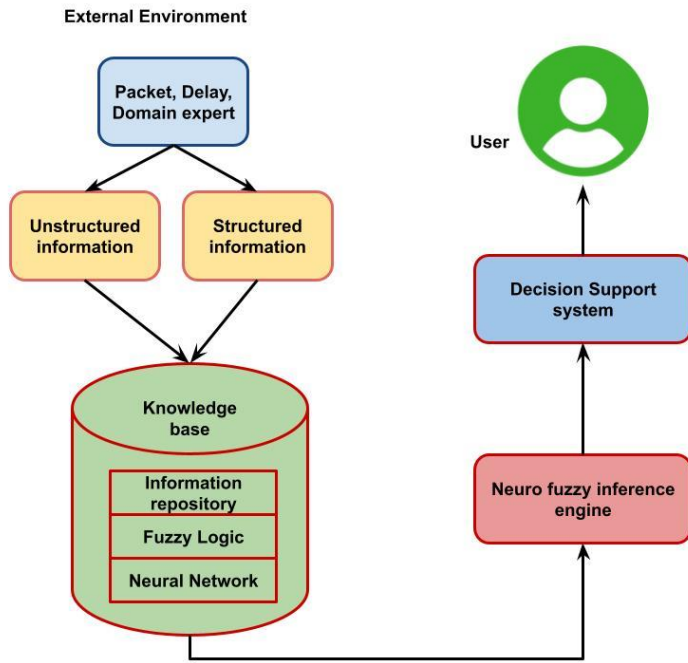 External Environment
Packet, Delay,
Domain expert
Unstructured
information
Structured
information
Knowledge
base
Information
repository
Fuzzy Logic
Neural Network
User
Decision Support
system
Neuro fuzzy inference
engine